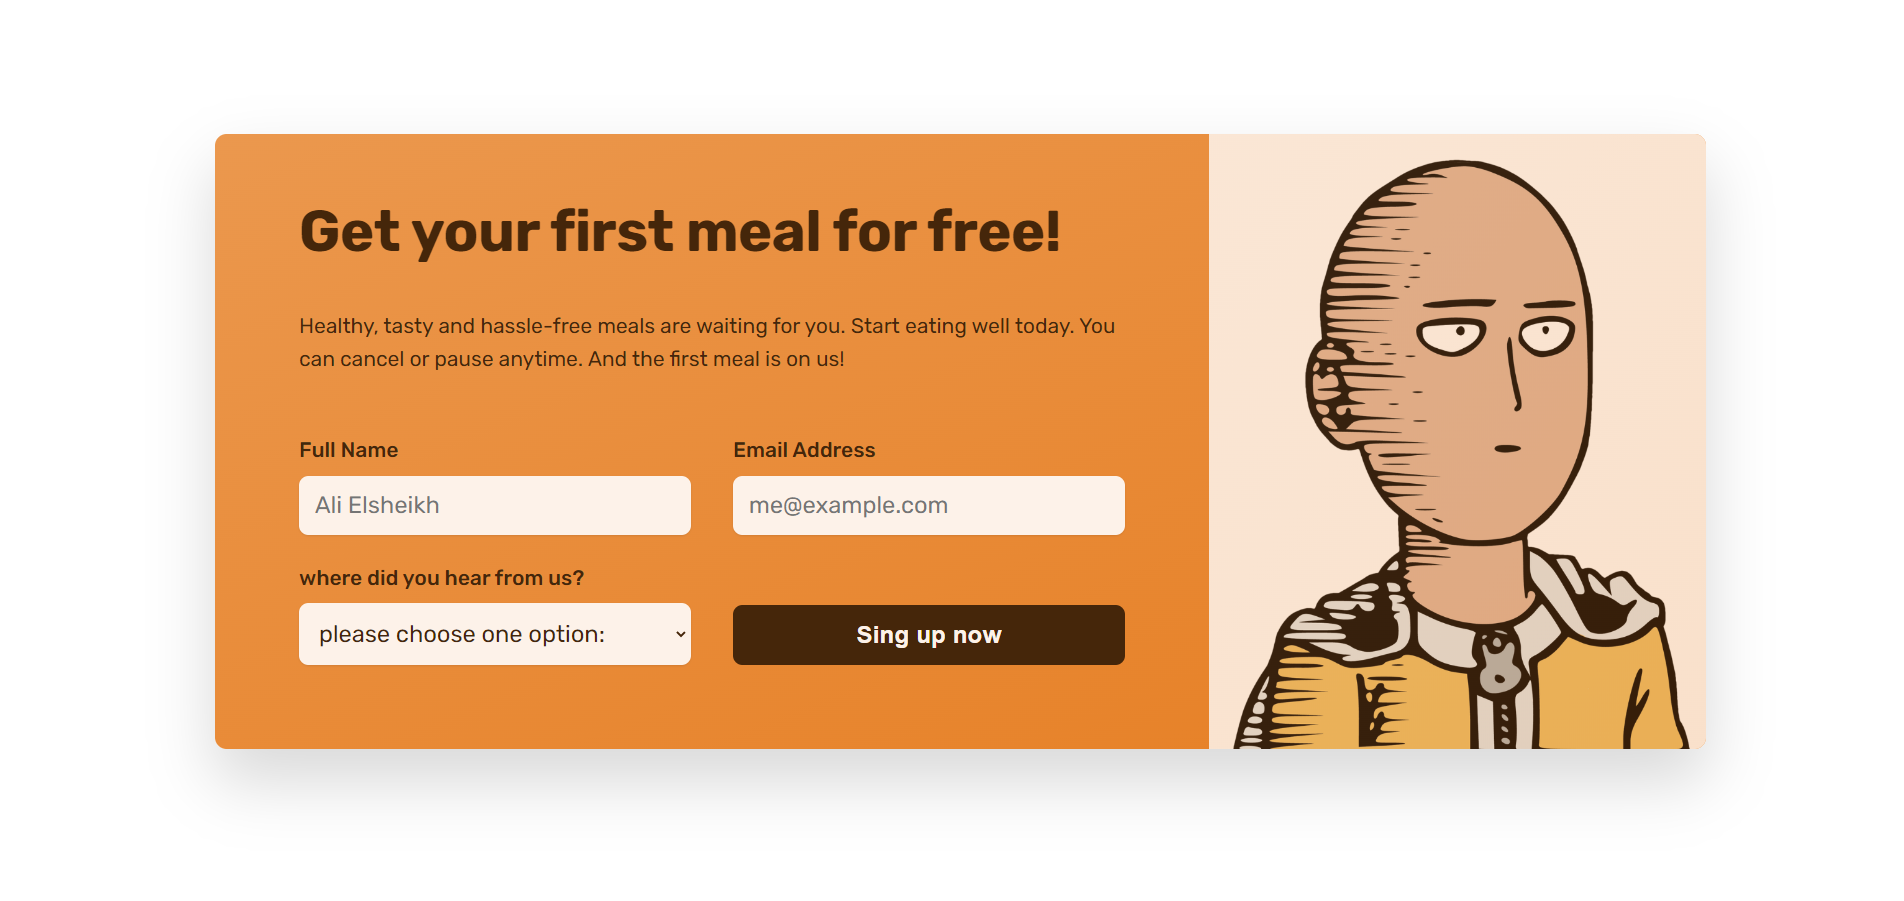 Get your first meal for free!
Healthy, tasty and hassle-free meals are waiting for you. Start eating well today. You
can cancel or pause anytime. And the first meal is on us!
Full Name
Email Address
Ali Elsheikh
me@example.com
where did you hear from us?
please choose one option:
Sing up now